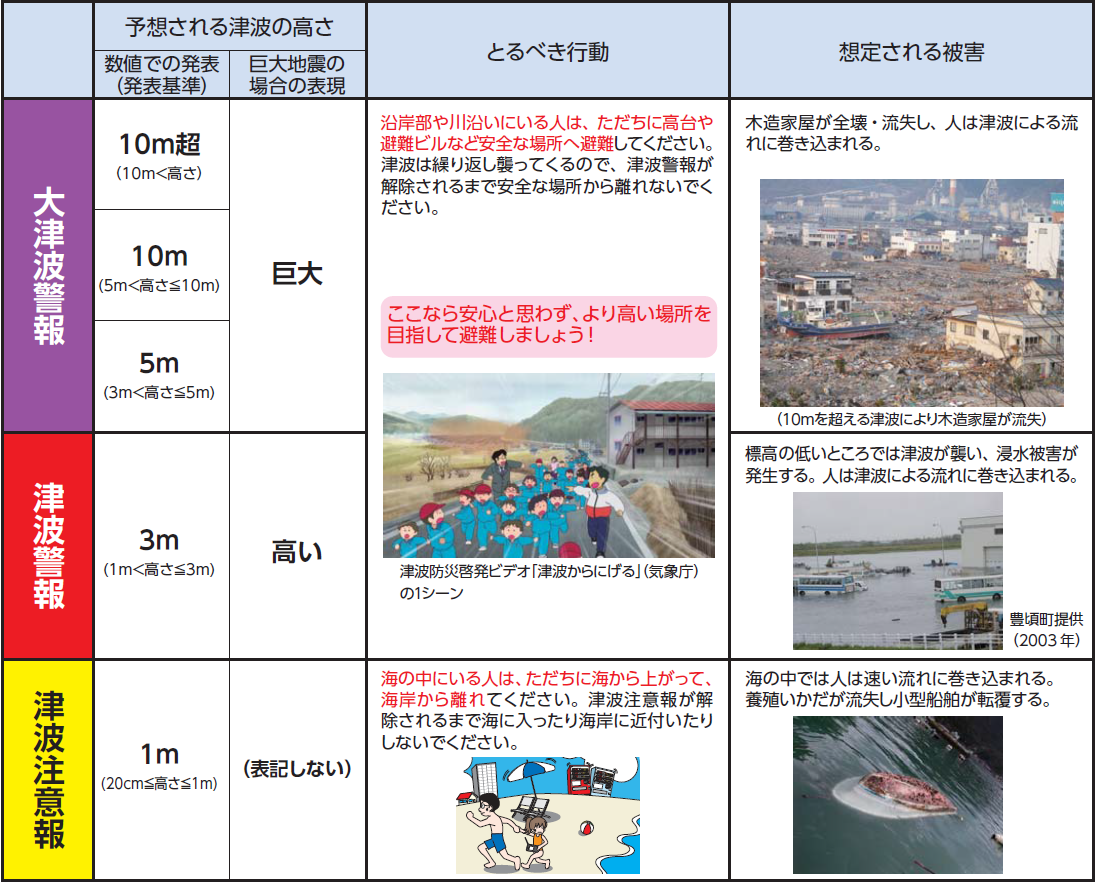 予想される津波の高さ
数値での発表
(発表基準)
巨大地震の
場合の表現
とるべき行動
想定される被害
大津波警報
10m超
(10m<高さ)
10m
(5m<高さ≦10m)
5m
(3m<高さ≦5m)
巨大
沿岸部や川沿いにいる人は、ただちに高台や
避難ビルなど安全な場所へ避難してください。
津波は繰り返し襲ってくるので、津波警報が
解除されるまで安全な場所から離れないでく
ださい。
ここなら安心と思わず、より高い場所を
目指して避難しましょう!
津波防災啓発ビデオ「津波からにげる」(気象庁)
の1シーン
木造家屋が全壊・流失し、人は津波による流
れに巻き込まれる。
(10mを超える津波により木造家屋が流失)
津波警報
3m
(1m<高さ≦3m)
高い
標高の低いところでは津波が襲い、浸水被害が
発生する。人は津波による流れに巻き込まれる。
豊頃町提供
(2003年)
津波注意報
1m
(20cm≦高さ≦1m)
(表記しない)
海の中にいる人は、ただちに海から上がって、
海岸から離れてください。津波注意報が解
除されるまで海に入ったり海岸に近付いたり
しないでください。
海の中では人は速い流れに巻き込まれる。
養殖いかだが流失し小型船舶が転覆する。